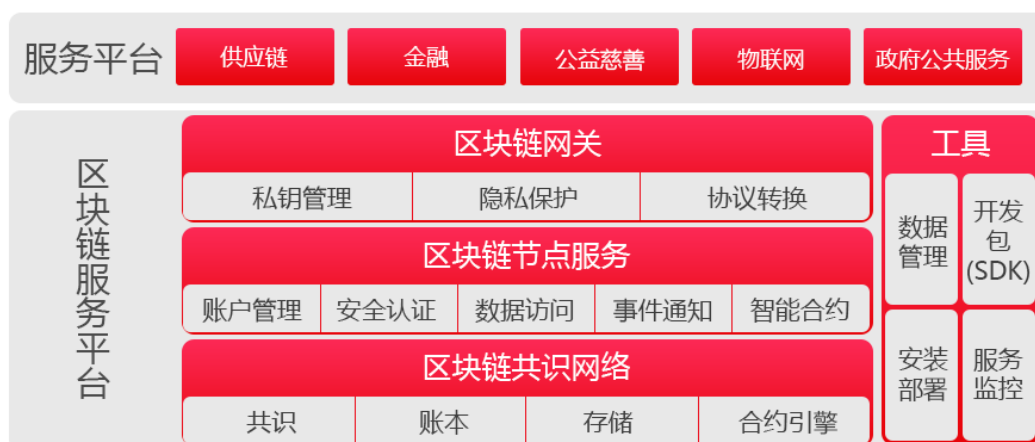 服务平台
供应链
金融
公益慈善
物联网
政府公共服务
区块链服务平台
区块链网关
私钥管理
隐私保护
协议转换
区块链节点服务
账户管理
安全认证
数据访问
事件通知
智能合约
区块链共识网络
共识
账本
存储
合约引擎
工具
数据
管理
开发
包
(SDK)
安装
部署
服务
监控